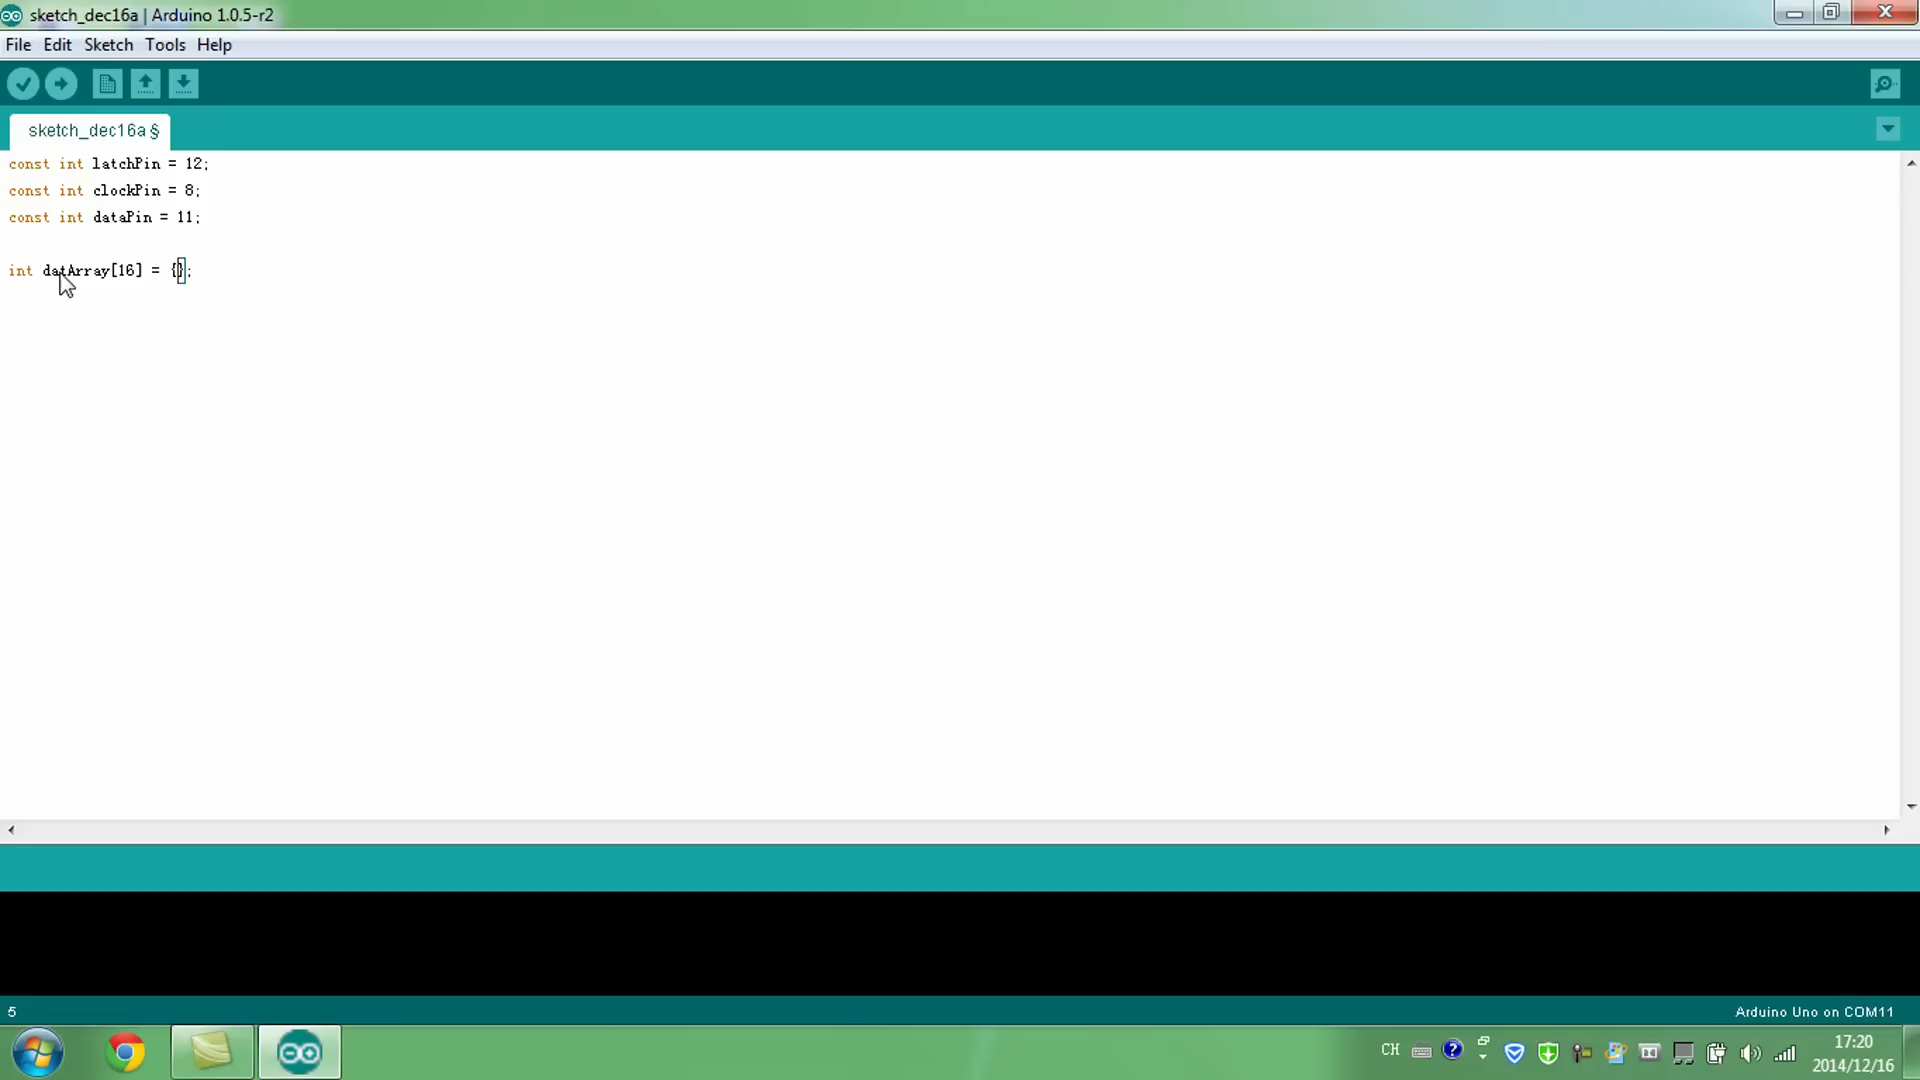 sketch_dec16a | Arduino 1.0.5-r2
File Edit Sketch Tools Help
sketch_dec16a §
const int latchPin = 12;
const int clockPin = 8;
const int dataPin = 11;
int datArray[16] = {};
5
Arduino Uno on COM11
CH
17:20
2014/12/16